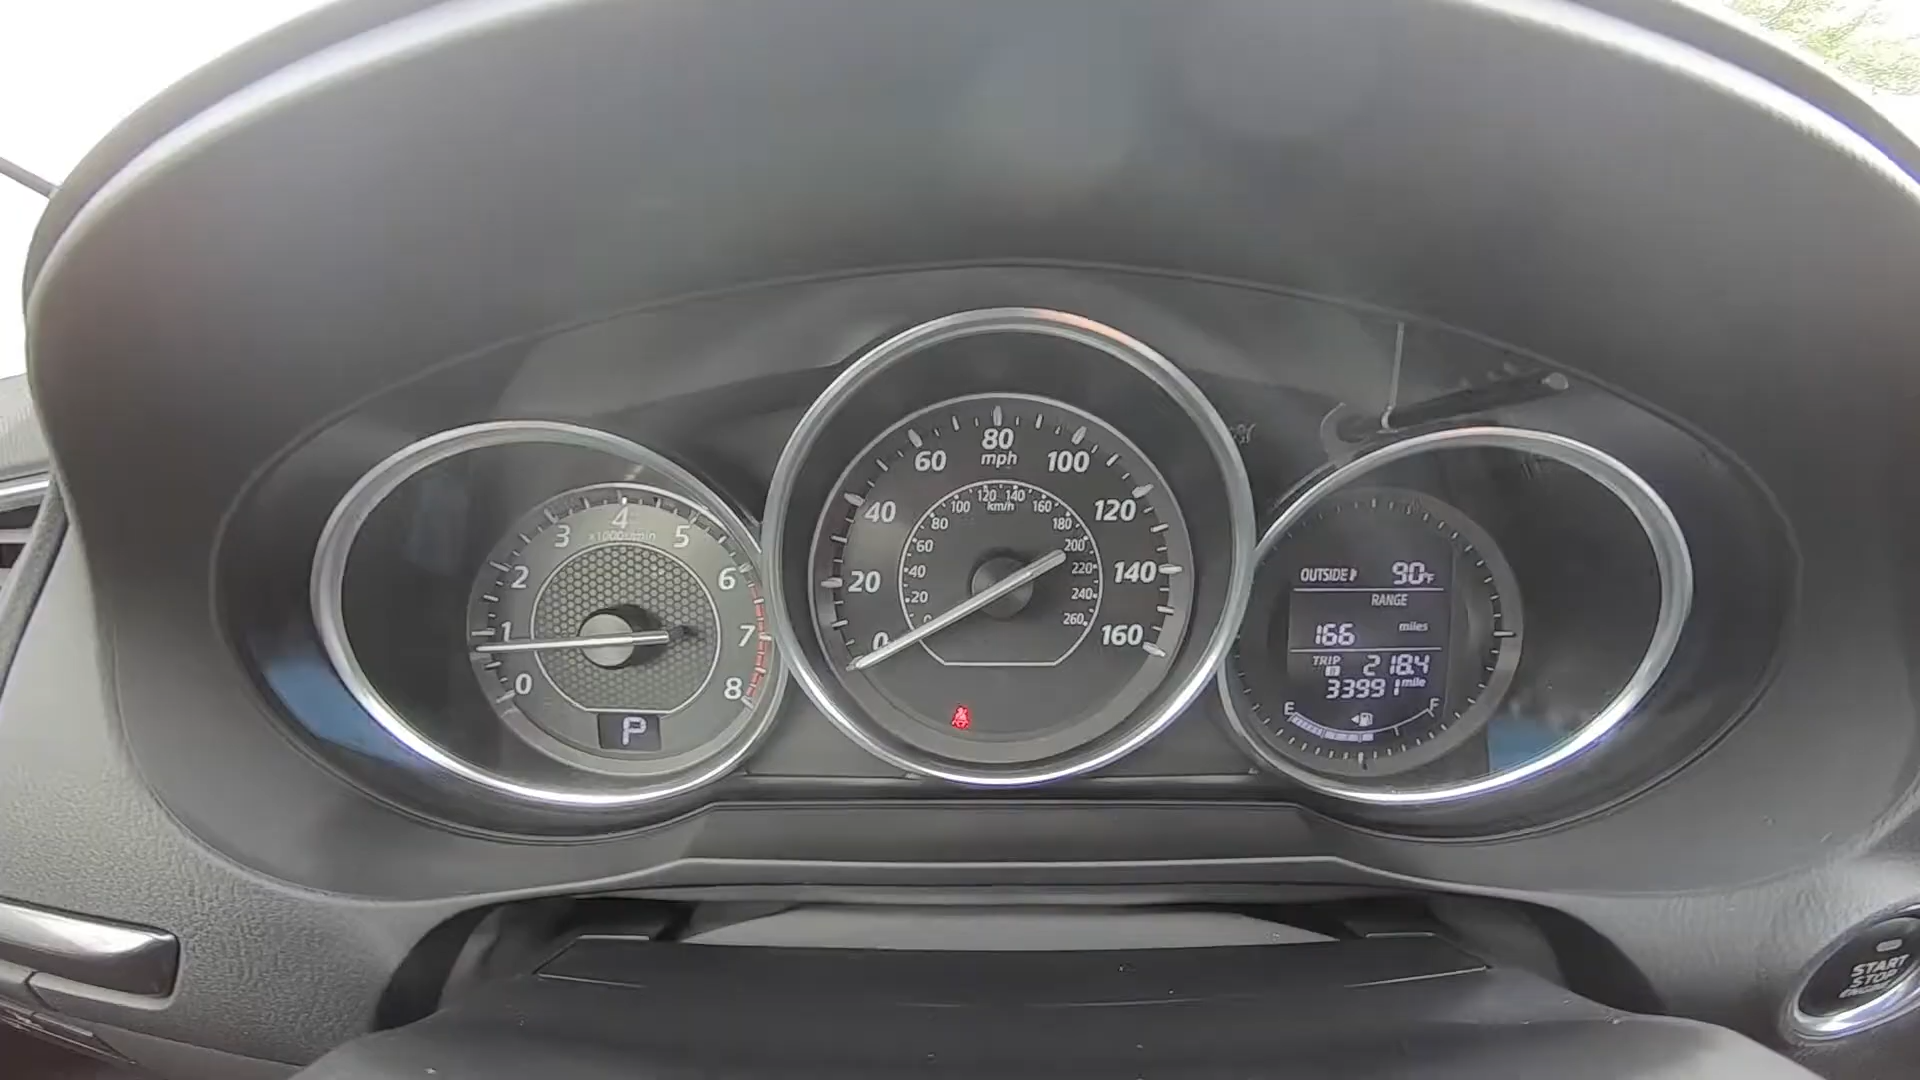 0
1
2
3
4
5
6
7
8
x1000r/min
P
0
20
40
60
80
100
120
140
160
mph
20
40
60
80
100
120
140
160
180
200
220
240
260
km/h
OUTSIDE 90°F
RANGE
166 miles
TRIP B 218.4
33991 mile
E F
START
STOP
ENGINE